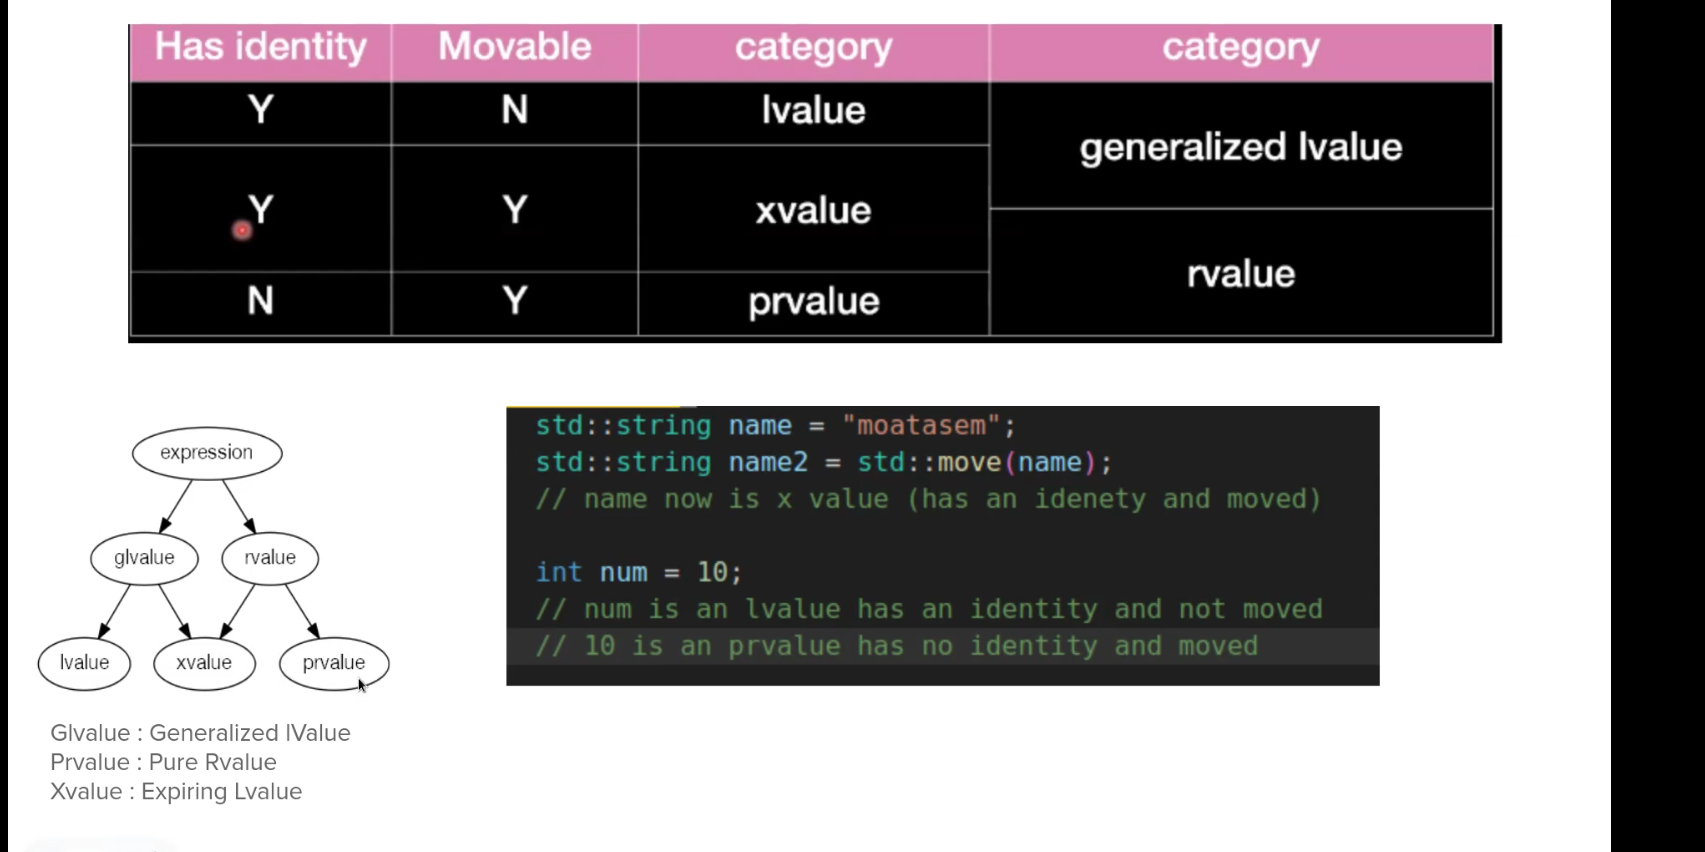 Has identity Movable category category
Y N lvalue generalized lvalue
Y Y xvalue rvalue
N Y prvalue
expression
glvalue rvalue
lvalue xvalue prvalue
Glvalue : Generalized lValue
Prvalue : Pure Rvalue
Xvalue : Expiring Lvalue
std::string name = "moatasem";
std::string name2 = std::move(name);
// name now is x value (has an idenety and moved)
int num = 10;
// num is an lvalue has an identity and not moved
// 10 is an prvalue has no identity and moved